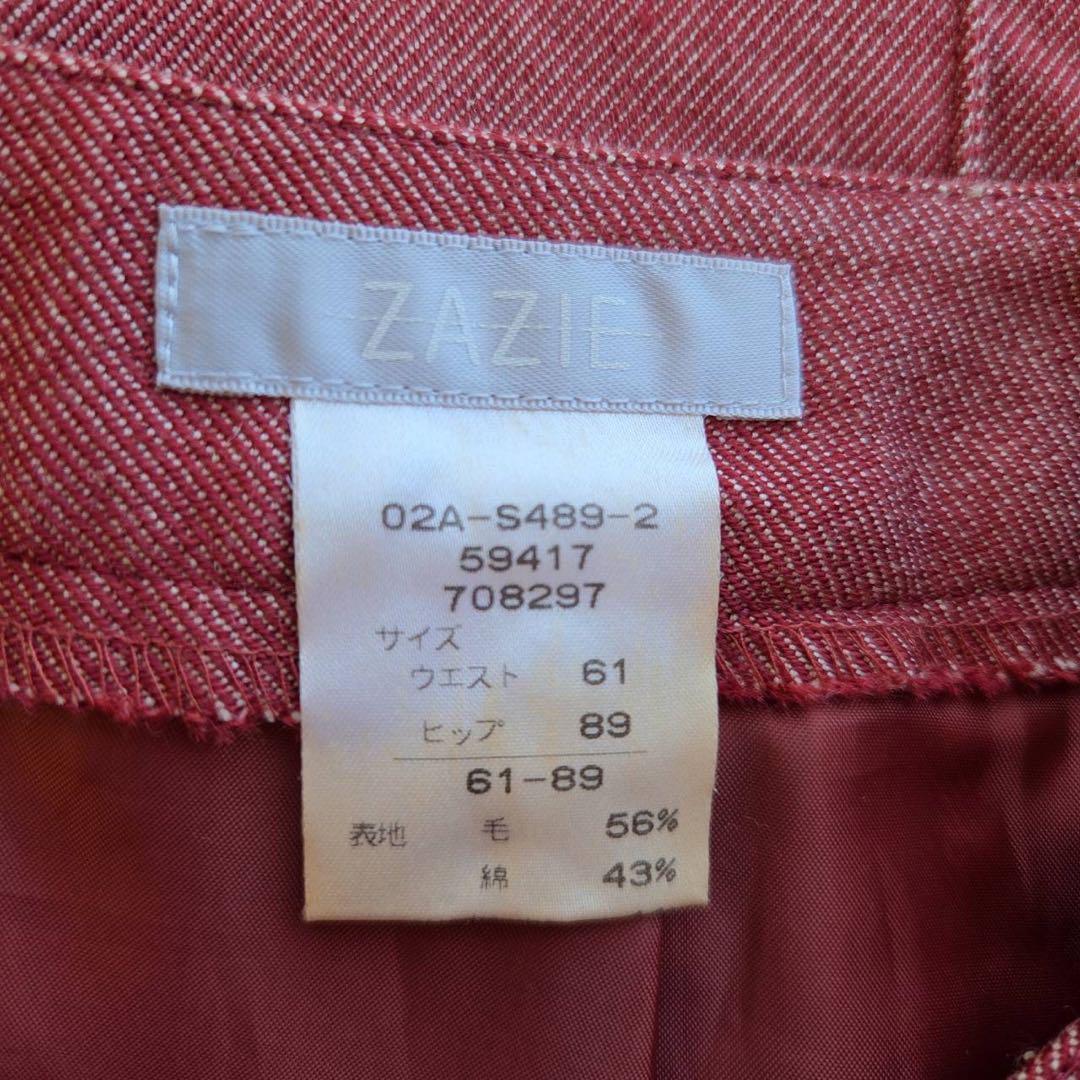 ZAZIE
02A-S489-2
59417
708297
サイズ
ウエスト 61
ヒップ 89
61-89
表地 毛 56%
綿 43%